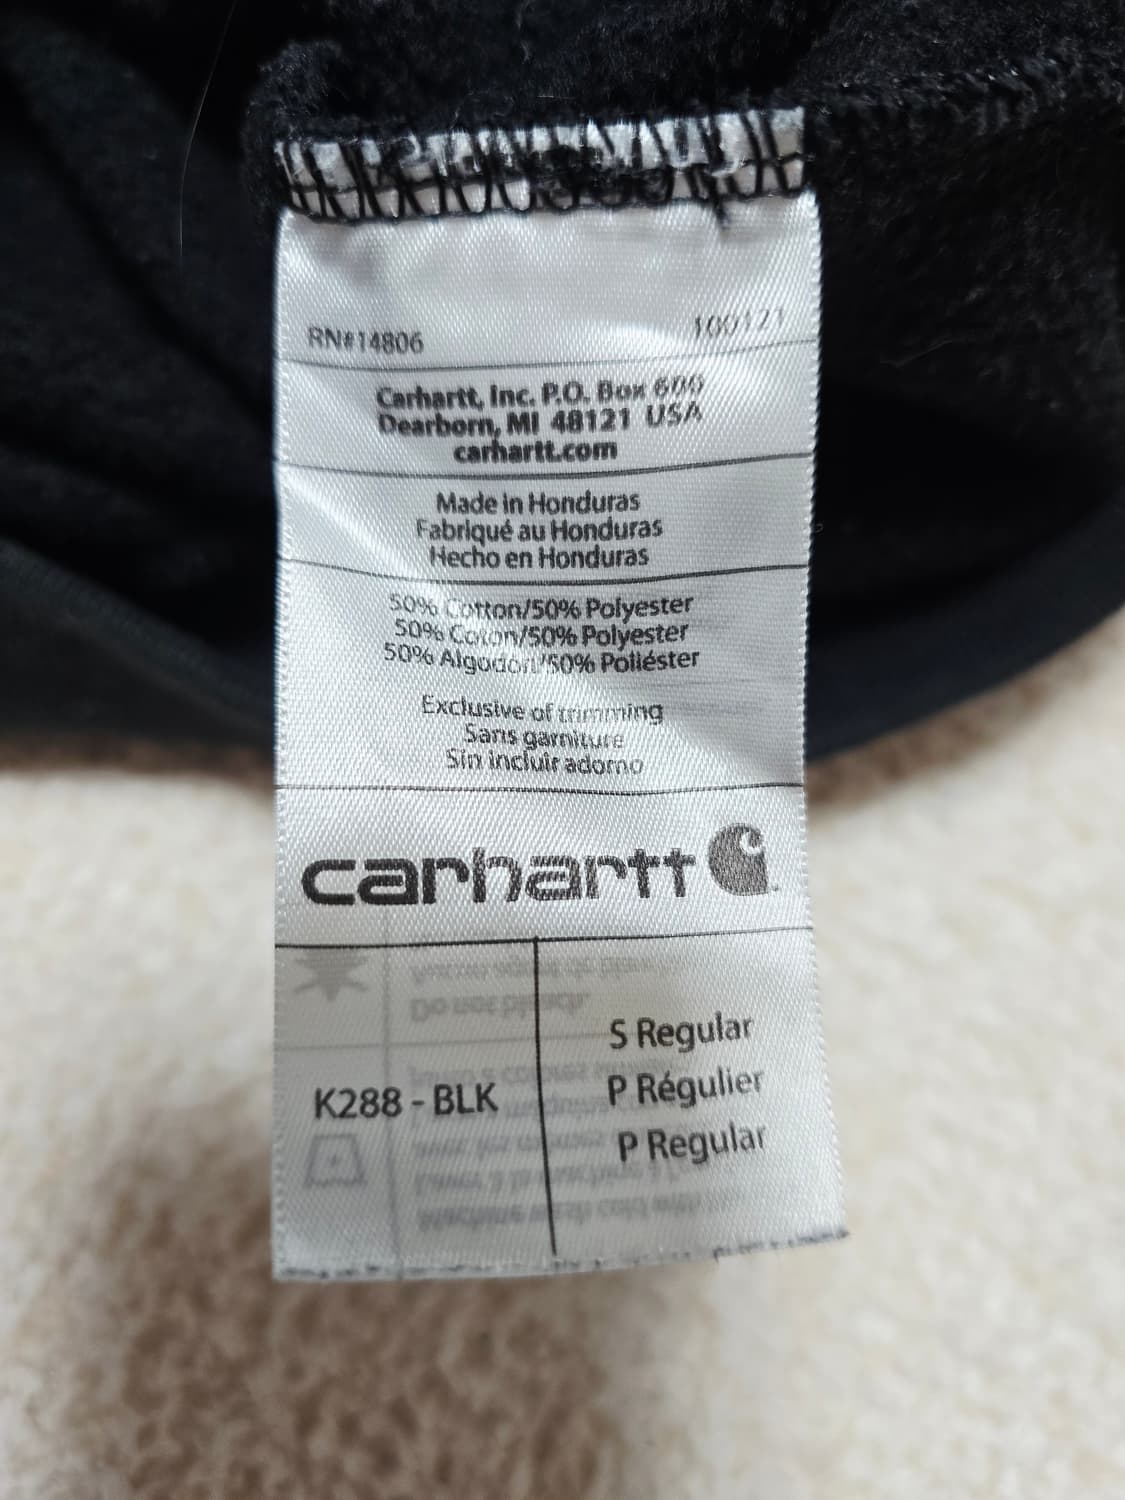 RN#14806
100121
Carhartt, Inc. P.O. Box 600
Dearborn, MI 48121 USA
carhartt.com
Made in Honduras
Fabriqué au Honduras
Hecho en Honduras
50% Cotton/50% Polyester
50% Coton/50% Polyester
50% Algodón/50% Poliéster
Exclusive of trimming
Sans garniture
Sin incluir adorno
carhartt
K288 - BLK
S Regular
P Régulier
P Regular